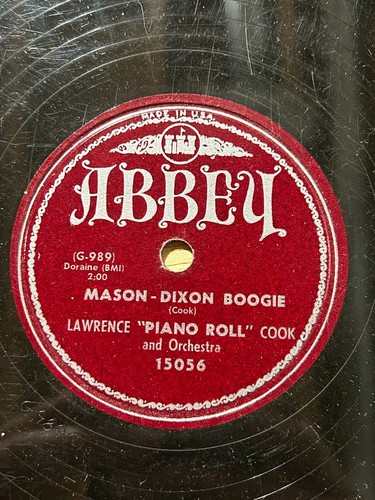 MADE IN U.S.A.
ABBEY
(G-989)
Doraine (BMI)
2:00
MASON-DIXON BOOGIE
(Cook)
LAWRENCE "PIANO ROLL" COOK
and Orchestra
15056